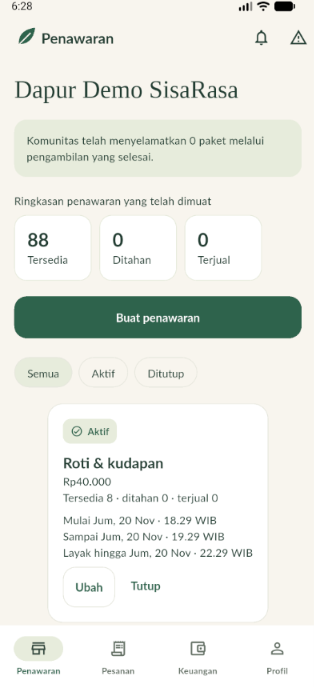 6:28
Penawaran
Dapur Demo SisaRasa
Komunitas telah menyelamatkan 0 paket melalui
pengambilan yang selesai.
Ringkasan penawaran yang telah dimuat
88
Tersedia
0
Ditahan
0
Terjual
Buat penawaran
Semua
Aktif
Ditutup
Aktif
Roti & kudapan
Rp40.000
Tersedia 8 · ditahan 0 · terjual 0
Mulai Jum, 20 Nov · 18.29 WIB
Sampai Jum, 20 Nov · 19.29 WIB
Layak hingga Jum, 20 Nov · 22.29 WIB
Ubah
Tutup
Penawaran
Pesanan
Keuangan
Profil